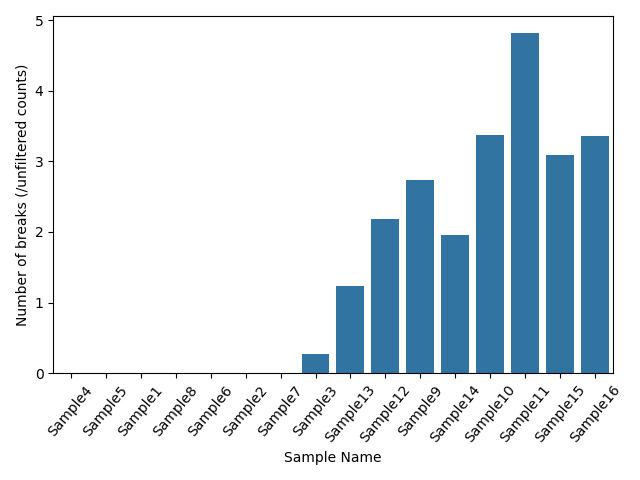 Number of breaks (/unfiltered counts)
5
4
3
2
1
0
Sample4
Sample5
Sample1
Sample8
Sample6
Sample2
Sample7
Sample3
Sample13
Sample12
Sample9
Sample14
Sample10
Sample11
Sample15
Sample16
Sample Name